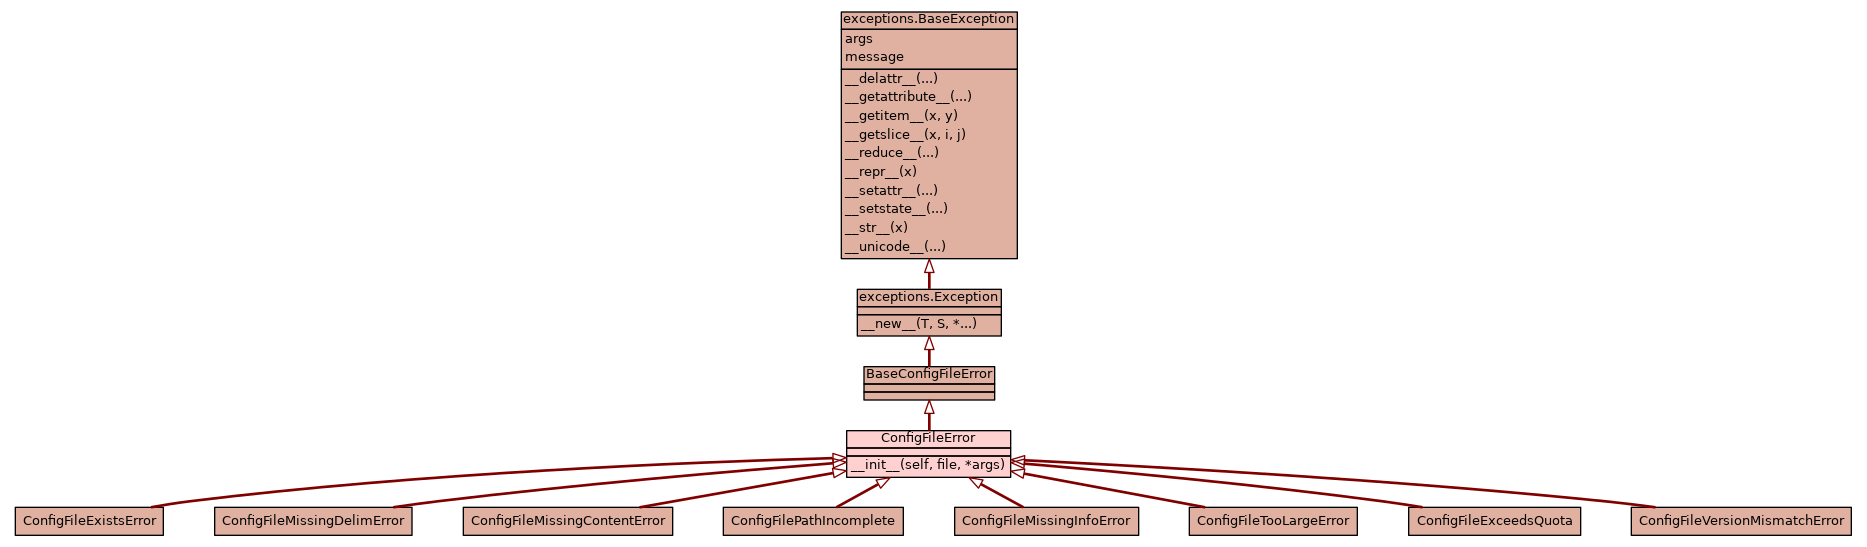 exceptions.BaseException
args
message
__delattr__(...)
__getattribute__(...)
__getitem__(x, y)
__getslice__(x, i, j)
__reduce__(...)
__repr__(x)
__setattr__(...)
__setstate__(...)
__str__(x)
__unicode__(...)
exceptions.Exception
__new__(T, S, *...)
BaseConfigFileError
ConfigFileError
__init__(self, file, *args)
ConfigFileExistsError
ConfigFileMissingDelimError
ConfigFileMissingContentError
ConfigFilePathIncomplete
ConfigFileMissingInfoError
ConfigFileTooLargeError
ConfigFileExceedsQuota
ConfigFileVersionMismatchError